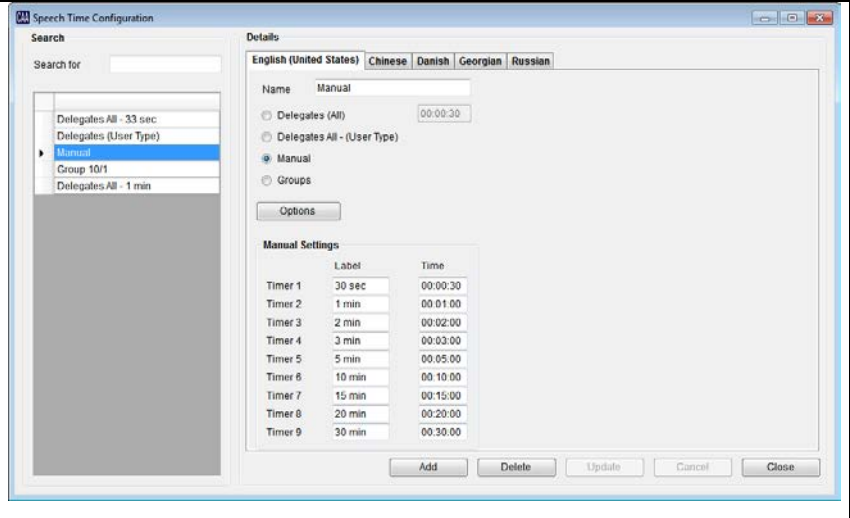 CAA Speech Time Configuration
Search
Search for
Delegates All - 33 sec
Delegates (User Type)
Manual
Group 10/1
Delegates All - 1 min
Details
English (United States) Chinese Danish Georgian Russian
Name Manual
Delegates (All) 00:00:30
Delegates All - (User Type)
Manual
Groups
Options
Manual Settings
Label Time
Timer 1 30 sec 00:00:30
Timer 2 1 min 00:01:00
Timer 3 2 min 00:02:00
Timer 4 3 min 00:03:00
Timer 5 5 min 00:05:00
Timer 6 10 min 00:10:00
Timer 7 15 min 00:15:00
Timer 8 20 min 00:20:00
Timer 9 30 min 00:30:00
Add Delete Update Cancel Close